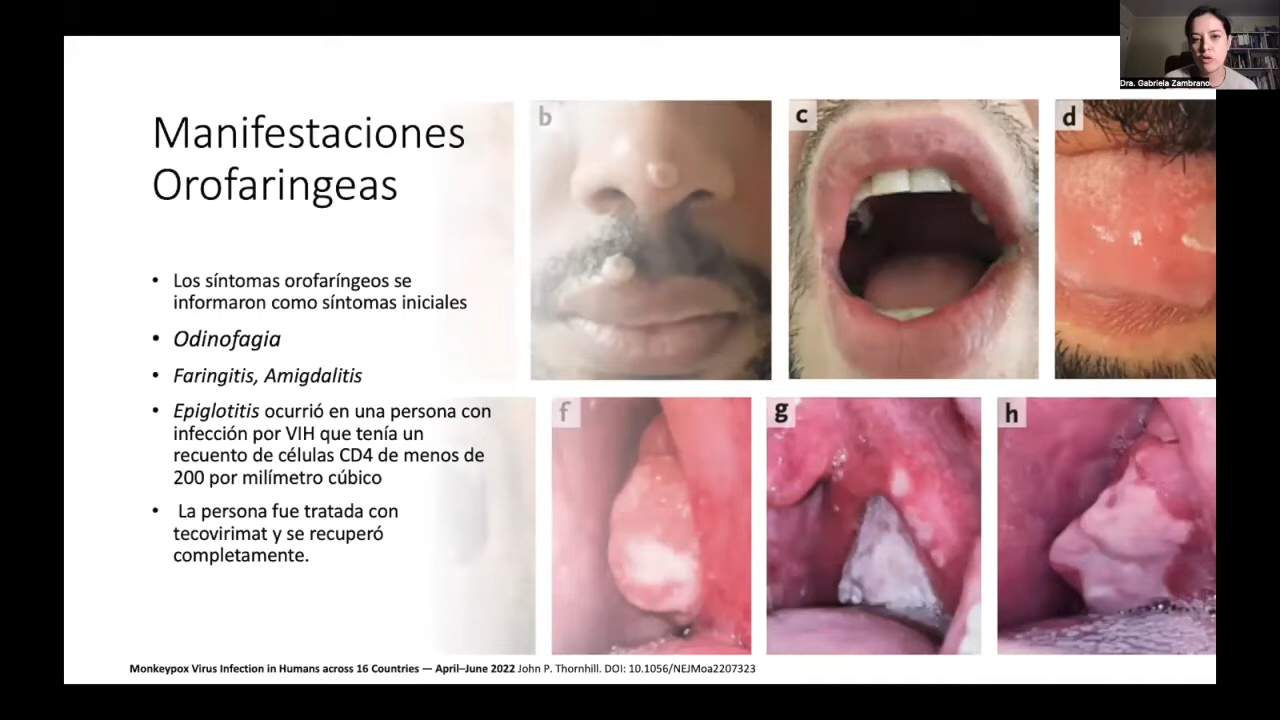 Dra. Gabriela Zambrano
Manifestaciones
Orofaringeas
• Los síntomas orofaríngeos se
informaron como síntomas iniciales
• Odinofagia
• Faringitis, Amigdalitis
• Epiglotitis ocurrió en una persona con
infección por VIH que tenía un
recuento de células CD4 de menos de
200 por milímetro cúbico
• La persona fue tratada con
tecovirimat y se recuperó
completamente.
b
c
d
f
g
h
Monkeypox Virus Infection in Humans across 16 Countries — April–June 2022 John P. Thornhill. DOI: 10.1056/NEJMoa2207323